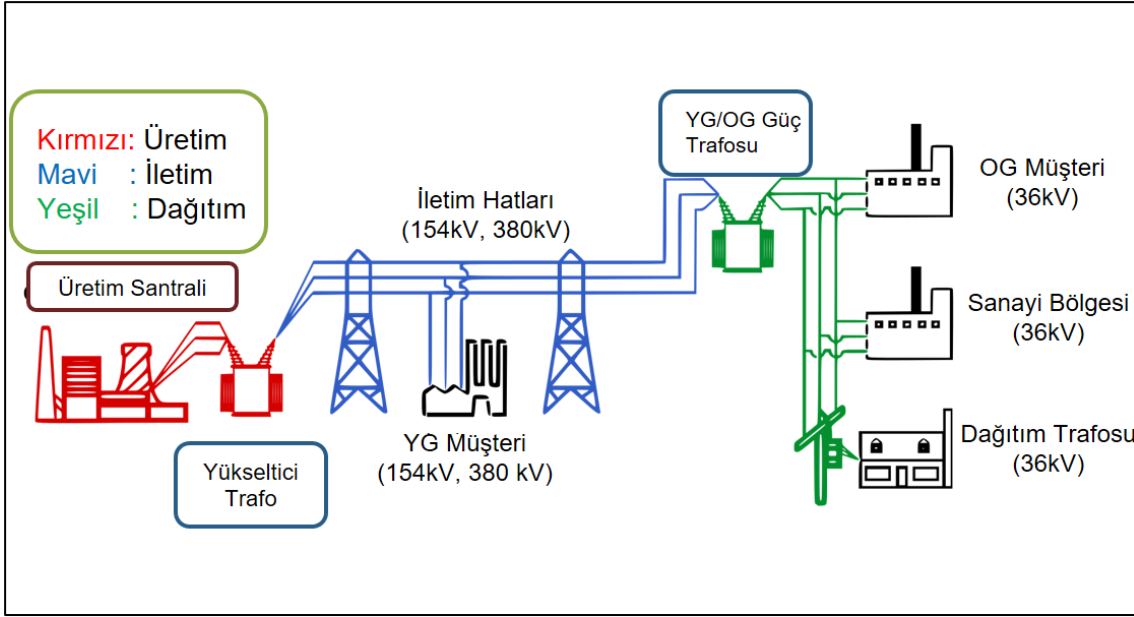 Kırmızı: Üretim
Mavi : İletim
Yeşil : Dağıtım
Üretim Santrali
Yükseltici
Trafo
İletim Hatları
(154kV, 380kV)
YG Müşteri
(154kV, 380 kV)
YG/OG Güç
Trafosu
OG Müşteri
(36kV)
Sanayi Bölgesi
(36kV)
Dağıtım Trafosu
(36kV)